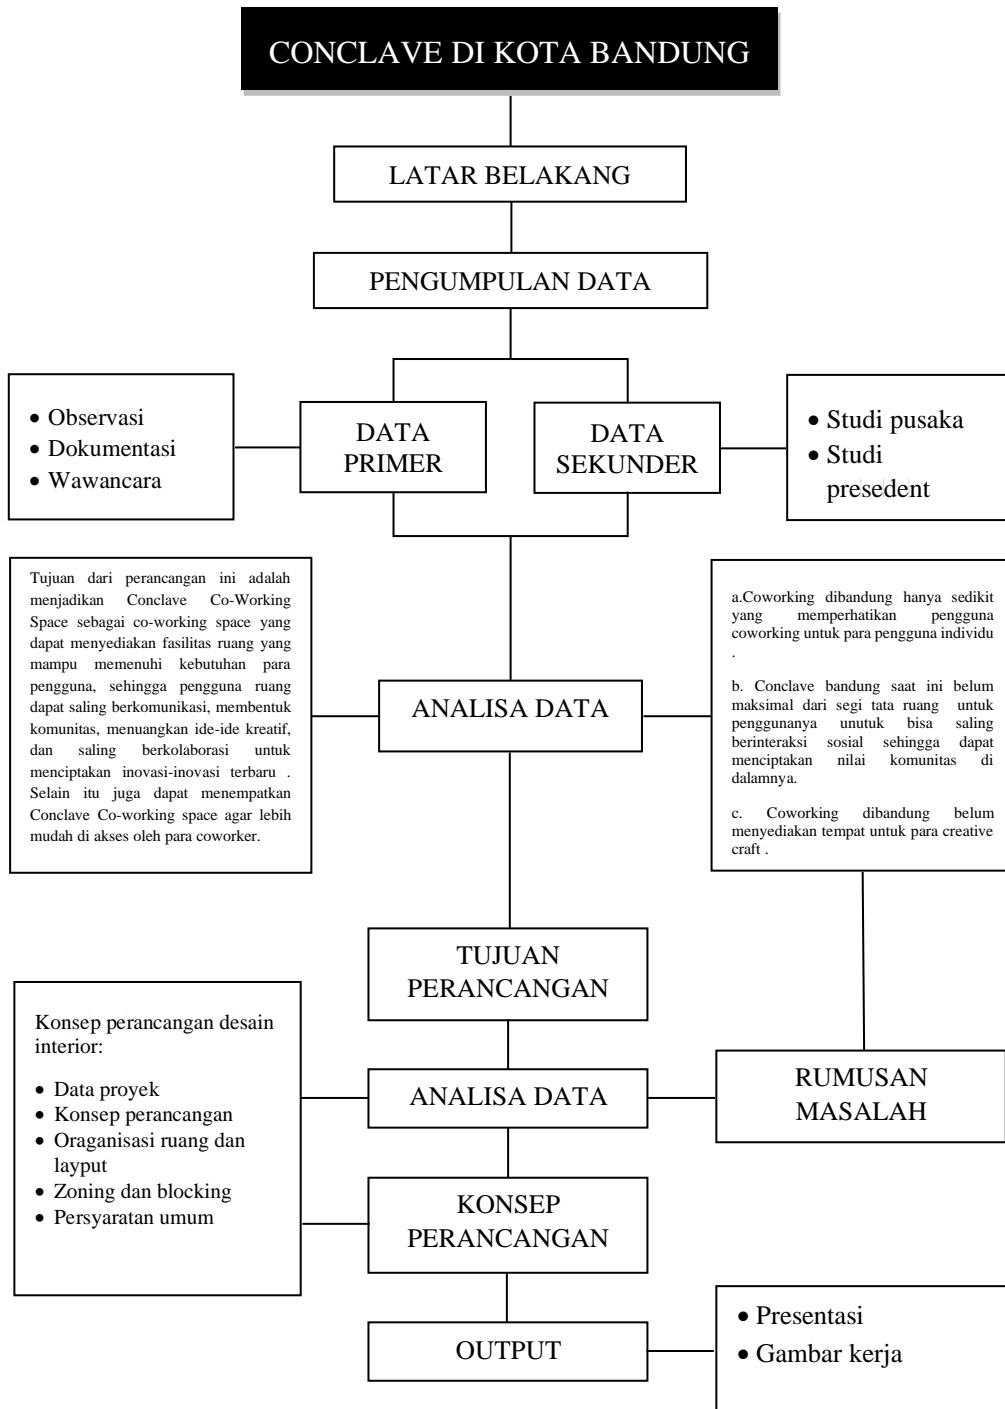 CONCLAVE DI KOTA BANDUNG
LATAR BELAKANG
PENGUMPULAN DATA
• Observasi
• Dokumentasi
• Wawancara
DATA
PRIMER
DATA
SEKUNDER
• Studi pusaka
• Studi
presedent
Tujuan dari perancangan ini adalah
menjadikan Conclave Co-Working
Space sebagai co-working space yang
dapat menyediakan fasilitas ruang yang
mampu memenuhi kebutuhan para
pengguna, sehingga pengguna ruang
dapat saling berkomunikasi, membentuk
komunitas, menuangkan ide-ide kreatif,
dan saling berkolaborasi untuk
menciptakan inovasi-inovasi terbaru .
Selain itu juga dapat menempatkan
Conclave Co-working space agar lebih
mudah di akses oleh para coworker.
ANALISA DATA
a.Coworking dibandung hanya sedikit
yang memperhatikan pengguna
coworking untuk para pengguna individu
.
b. Conclave bandung saat ini belum
maksimal dari segi tata ruang untuk
penggunanya unutuk bisa saling
berinteraksi sosial sehingga dapat
menciptakan nilai komunitas di
dalamnya.
c. Coworking dibandung belum
menyediakan tempat untuk para creative
craft .
TUJUAN
PERANCANGAN
Konsep perancangan desain
interior:
• Data proyek
• Konsep perancangan
• Oraganisasi ruang dan
layput
• Zoning dan blocking
• Persyaratan umum
ANALISA DATA
RUMUSAN
MASALAH
KONSEP
PERANCANGAN
OUTPUT
• Presentasi
• Gambar kerja